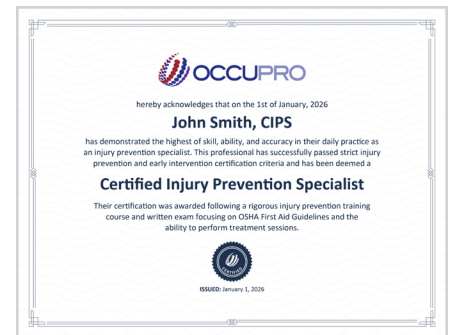 OCCUPRO
hereby acknowledges that on the 1st of January, 2026
John Smith, CIPS
has demonstrated the highest of skill, ability, and accuracy in their daily practice as
an injury prevention specialist. This professional has successfully passed strict injury
prevention and early intervention certification criteria and has been deemed a
Certified Injury Prevention Specialist
Their certification was awarded following a rigorous injury prevention training
course and written exam focusing on OSHA First Aid Guidelines and the
ability to perform treatment sessions.
CERTIFIED
ISSUED: January 1, 2026